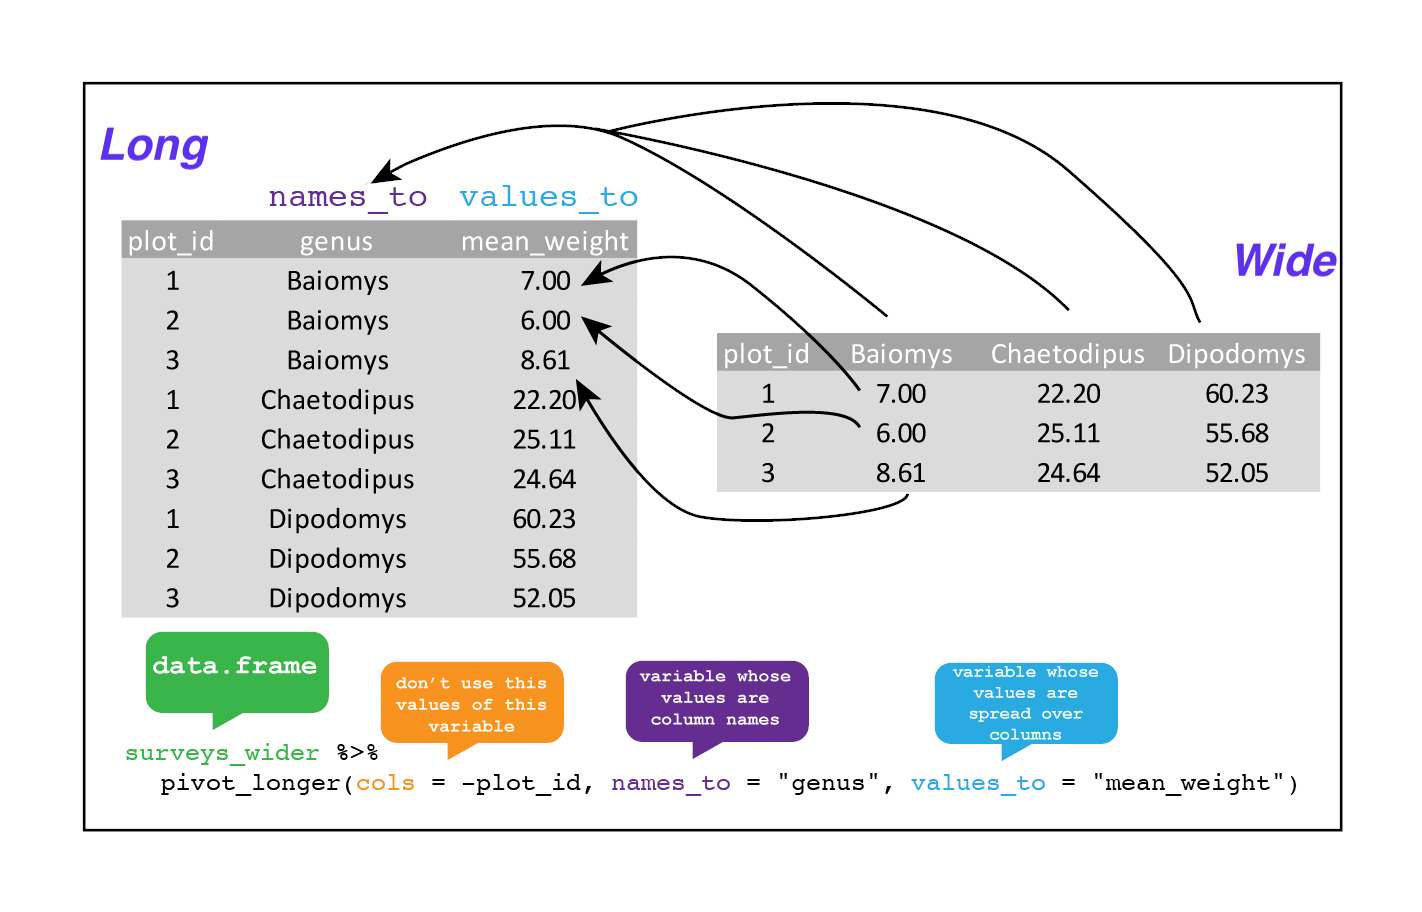 Long
names_to values_to
plot_id genus mean_weight
1 Baiomys 7.00
2 Baiomys 6.00
3 Baiomys 8.61
1 Chaetodipus 22.20
2 Chaetodipus 25.11
3 Chaetodipus 24.64
1 Dipodomys 60.23
2 Dipodomys 55.68
3 Dipodomys 52.05
Wide
plot_id Baiomys Chaetodipus Dipodomys
1 7.00 22.20 60.23
2 6.00 25.11 55.68
3 8.61 24.64 52.05
data.frame
don’t use this
values of this
variable
variable whose
values are
column names
variable whose
values are
spread over
columns
surveys_wider %>%
pivot_longer(cols = -plot_id, names_to = "genus", values_to = "mean_weight")